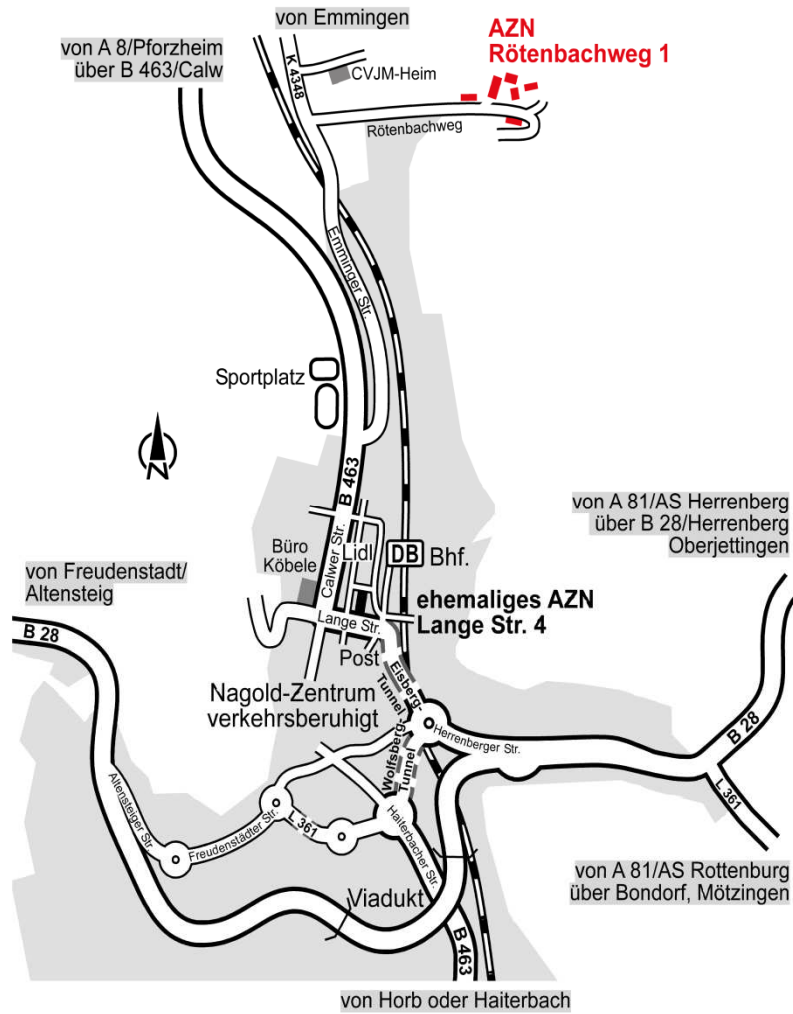 von Emmingen
AZN
Rötenbachweg 1
von A 8/Pforzheim
über B 463/Calw
K 4348
CVJM-Heim
Rötenbachweg
Emminger Str.
Sportplatz
N
B 463
von A 81/AS Herrenberg
über B 28/Herrenberg
Oberjettingen
Büro
Köbele
Calwer Str.
Lidl
DB Bhf.
von Freudenstadt/
Altensteig
ehemaliges AZN
Lange Str. 4
Lange Str.
B 28
Post
Eisberg-
Tunnel
Nagold-Zentrum
verkehrsberuhigt
Herrenberger Str.
B 28
Wolfsberg-
Tunnel
L 361
Altensteiger Str.
Freudenstädter Str.
L 361
Haiterbacher Str.
von A 81/AS Rottenburg
über Bondorf, Mötzingen
Viadukt
B 463
von Horb oder Haiterbach